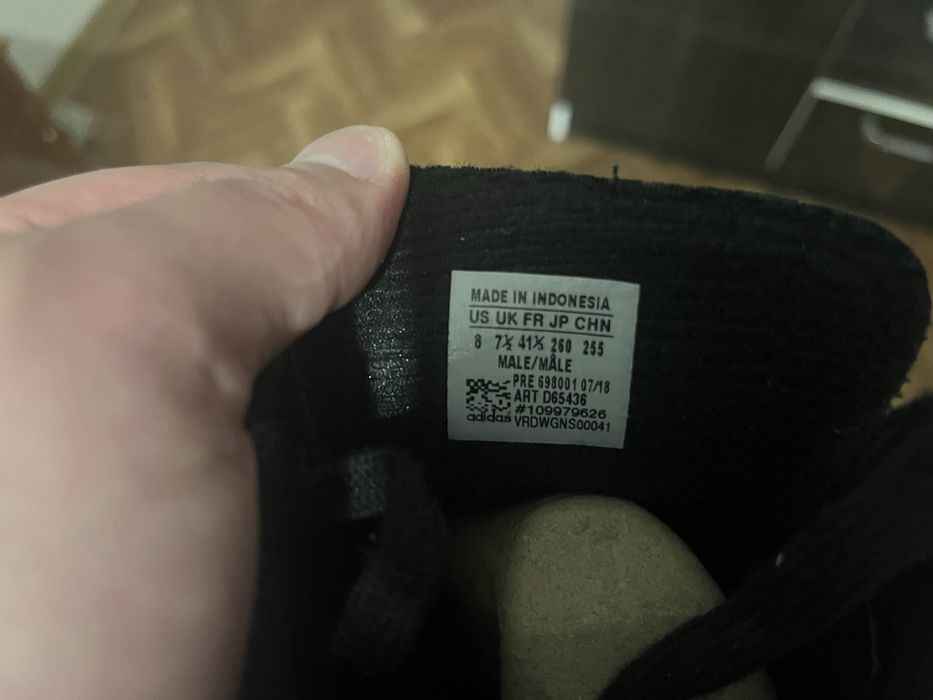 MADE IN INDONESIA
US UK FR JP CHN
8 7½ 41⅓ 260 255
MALE/MÂLE
PRE 698001 07/18
ART D65436
#109979626
adidas VRDWGNS00041